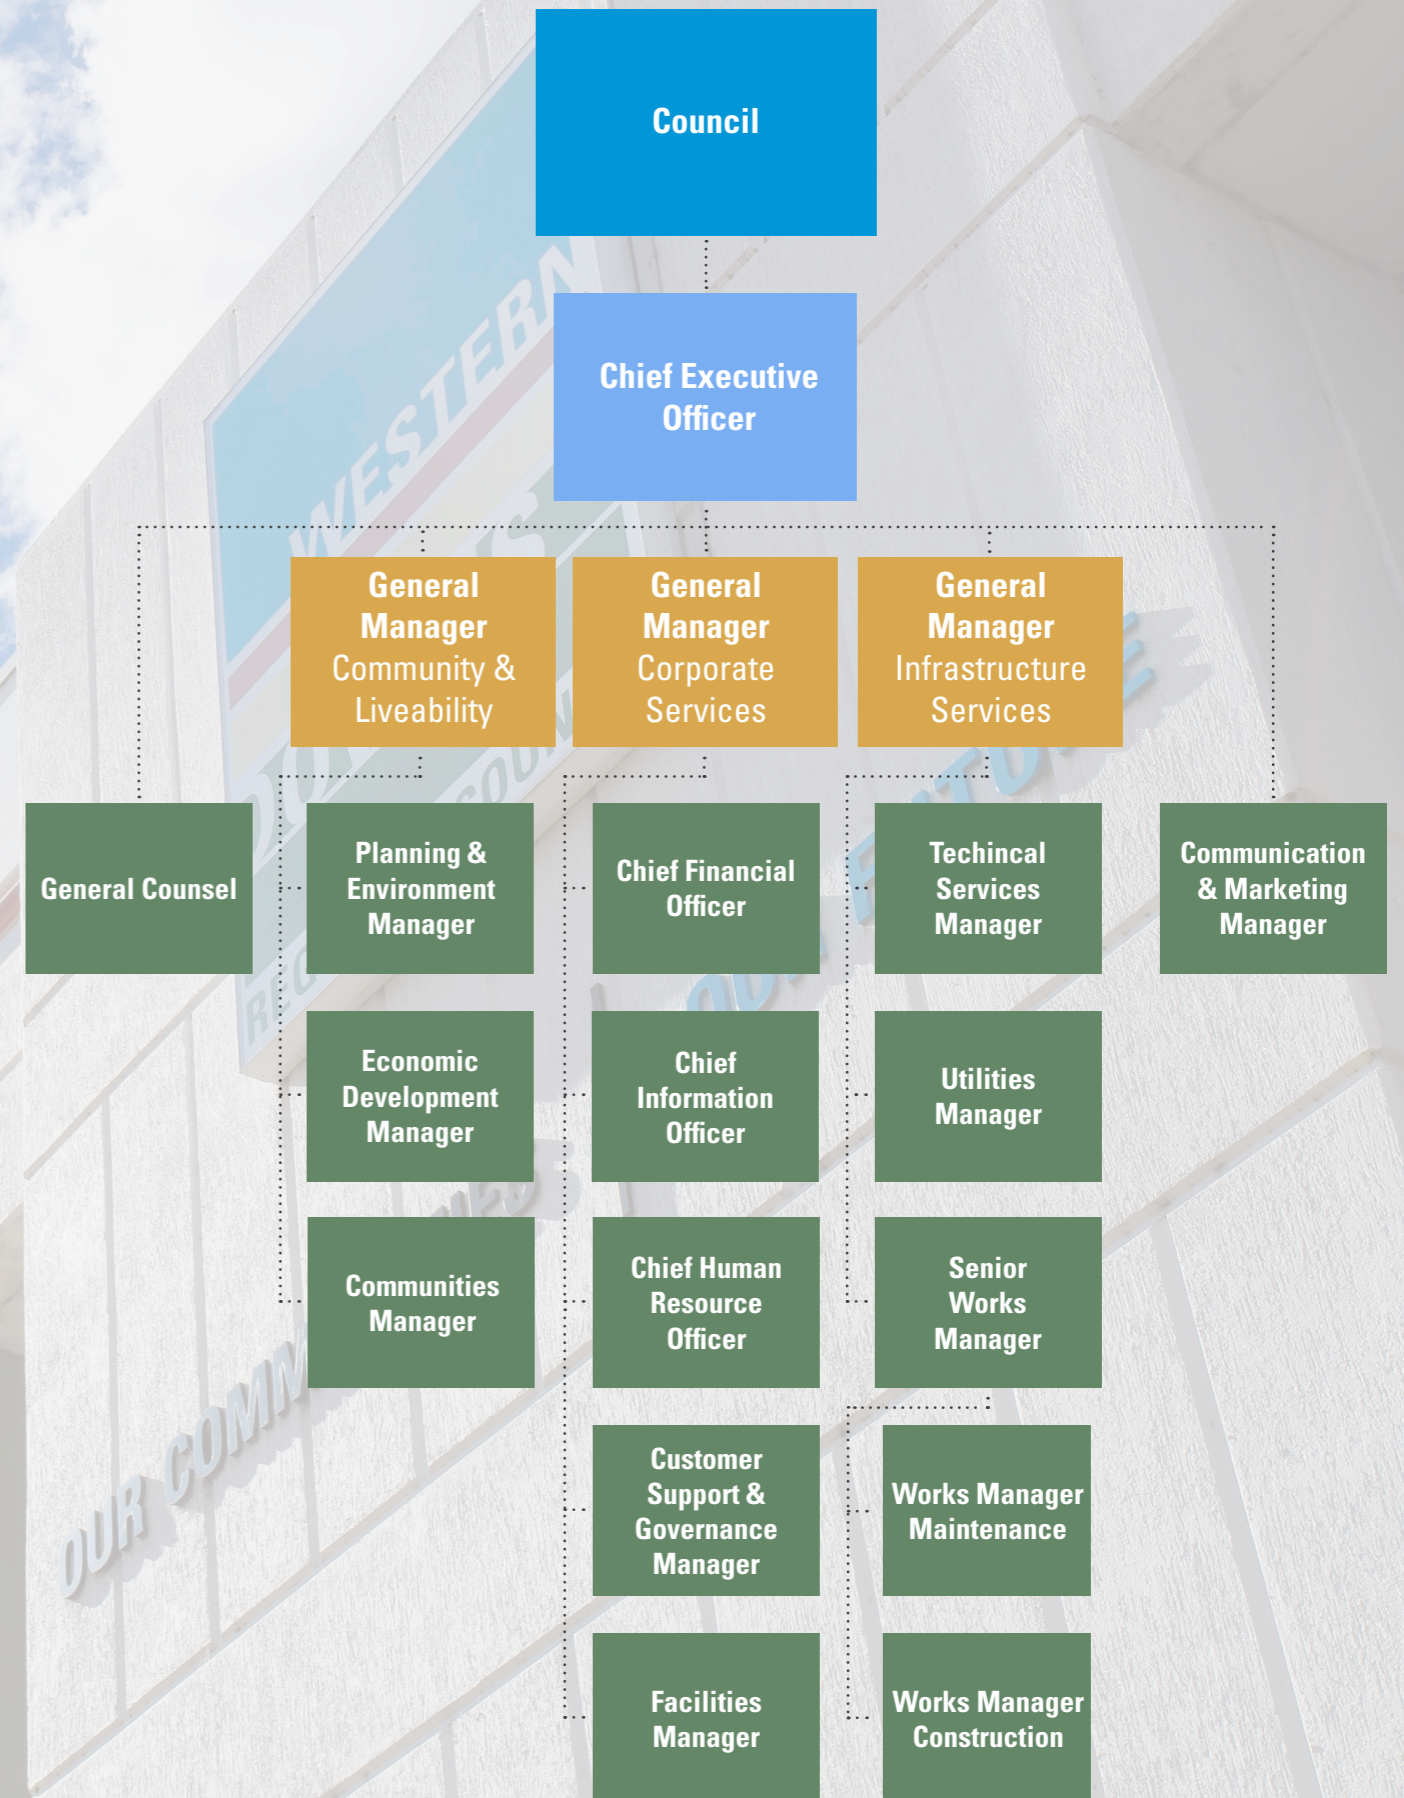 Council
Chief Executive
Officer
General
Manager
Community &
Liveability
General
Manager
Corporate
Services
General
Manager
Infrastructure
Services
General Counsel
Planning &
Environment
Manager
Chief Financial
Officer
Techincal
Services
Manager
Communication
& Marketing
Manager
Economic
Development
Manager
Chief
Information
Officer
Utilities
Manager
Communities
Manager
Chief Human
Resource
Officer
Senior
Works
Manager
Customer
Support &
Governance
Manager
Works Manager
Maintenance
Facilities
Manager
Works Manager
Construction
WESTERN
OUR